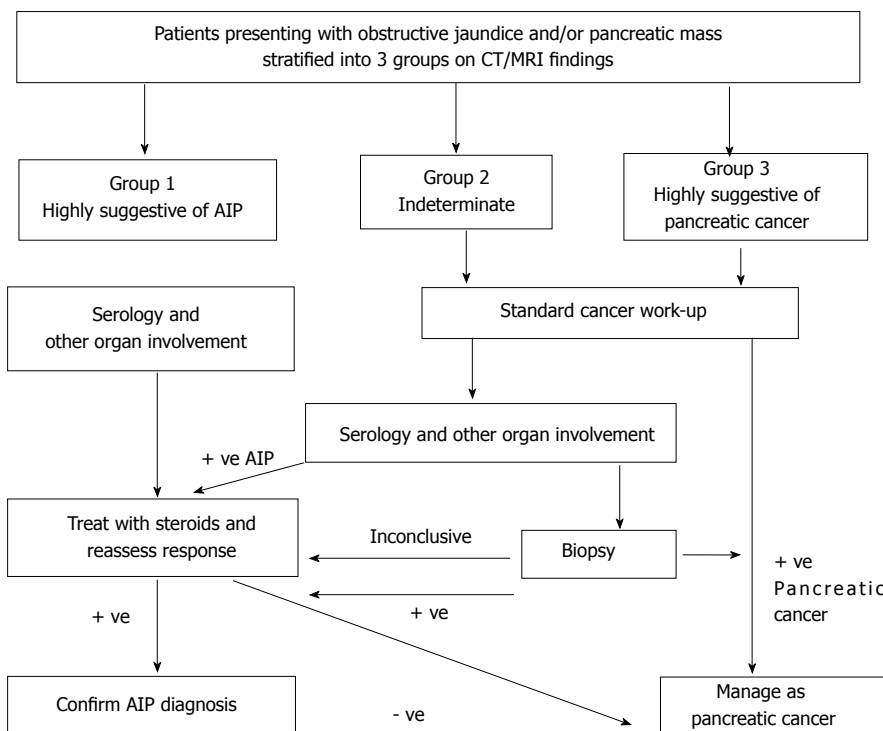 Patients presenting with obstructive jaundice and/or pancreatic mass
stratified into 3 groups on CT/MRI findings
Group 1
Highly suggestive of AIP
Group 2
Indeterminate
Group 3
Highly suggestive of
pancreatic cancer
Serology and
other organ involvement
Standard cancer work-up
Serology and other organ involvement
+ ve AIP
Treat with steroids and
reassess response
Inconclusive
Biopsy
+ ve
Pancreatic
cancer
+ ve
+ ve
Confirm AIP diagnosis
- ve
Manage as
pancreatic cancer